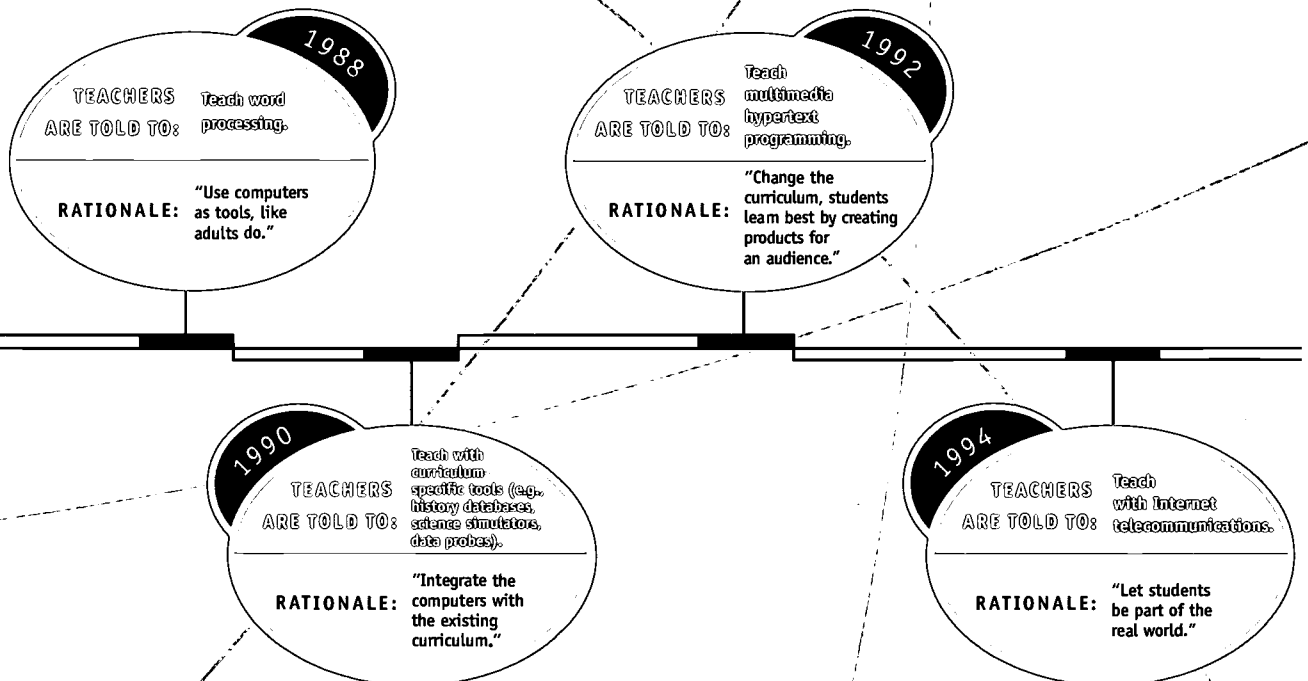 1988
TEACHERS
ARE TOLD TO:
Teach word
processing.
RATIONALE:
"Use computers
as tools, like
adults do."
1992
TEACHERS
ARE TOLD TO:
Teach
multimedia
hypertext
programming.
RATIONALE:
"Change the
curriculum, students
learn best by creating
products for
an audience."
1990
TEACHERS
ARE TOLD TO:
Teach with
curriculum
specific tools (e.g.,
history databases,
science simulators,
data probes).
RATIONALE:
"Integrate the
computers with
the existing
curriculum."
1994
TEACHERS
ARE TOLD TO:
Teach
with Internet
telecommunications.
RATIONALE:
"Let students
be part of the
real world."